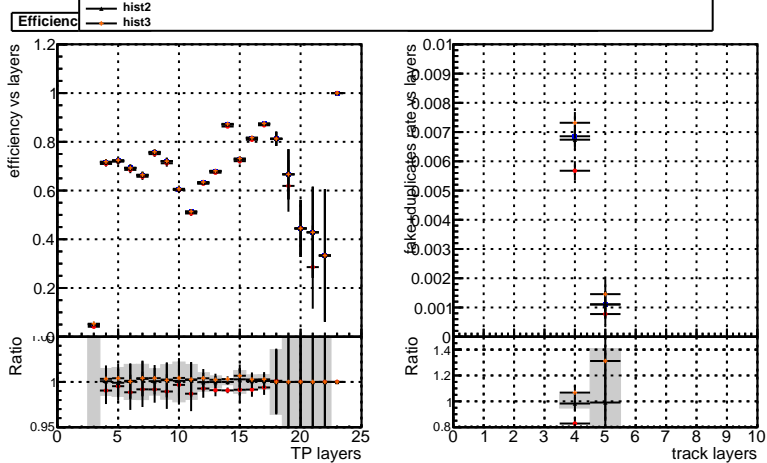 hist2
Efficienc
hist3
efficiency vs layers
1.2
1
0.8
0.6
0.4
0.2
0
Ratio
1
0.95
0 5 10 15 20 25
TP layers
fake+duplicates rate vs layers
0.01
0.009
0.008
0.007
0.006
0.005
0.004
0.003
0.002
0.001
0
Ratio
1.4
1.2
1
0.8
0 1 2 3 4 5 6 7 8 9 10
track layers